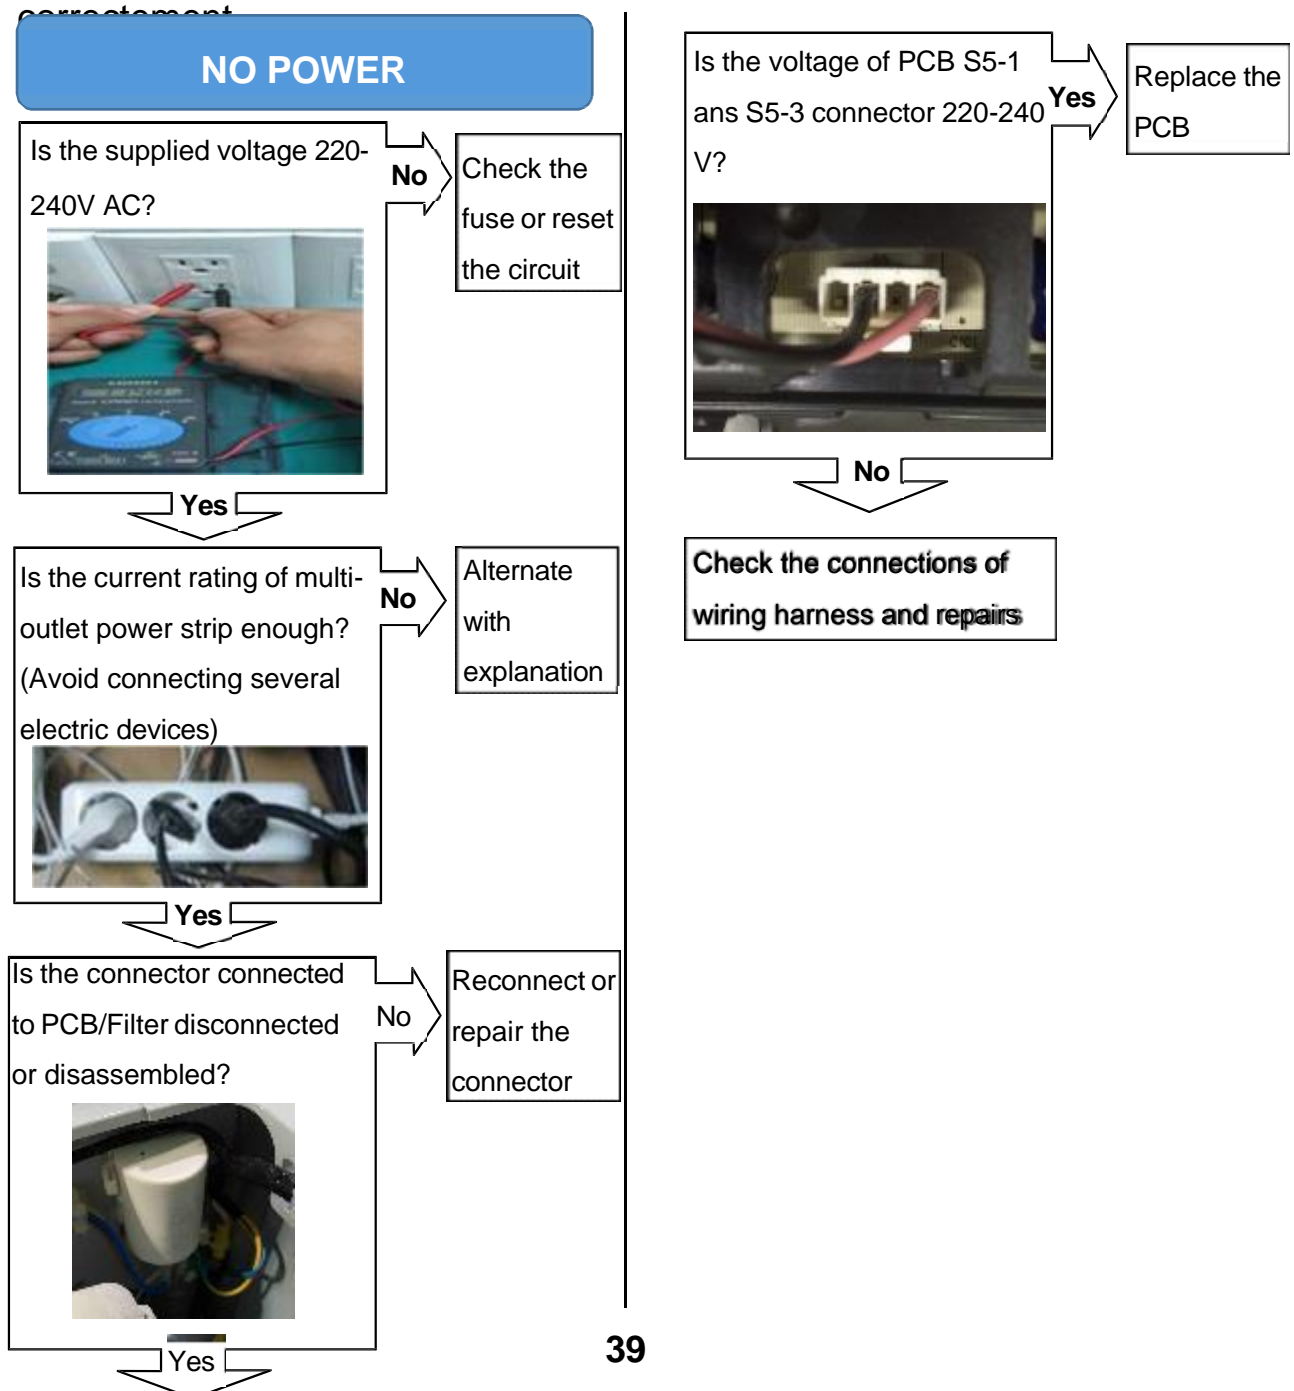 correctement
NO POWER
Is the supplied voltage 220-
240V AC?
No
Check the
fuse or reset
the circuit
Yes
Is the current rating of multi-
outlet power strip enough?
(Avoid connecting several
electric devices)
No
Alternate
with
explanation
Yes
Is the connector connected
to PCB/Filter disconnected
or disassembled?
No
Reconnect or
repair the
connector
Yes
Is the voltage of PCB S5-1
ans S5-3 connector 220-240
V?
Yes
Replace the
PCB
No
Check the connections of
wiring harness and repairs
39